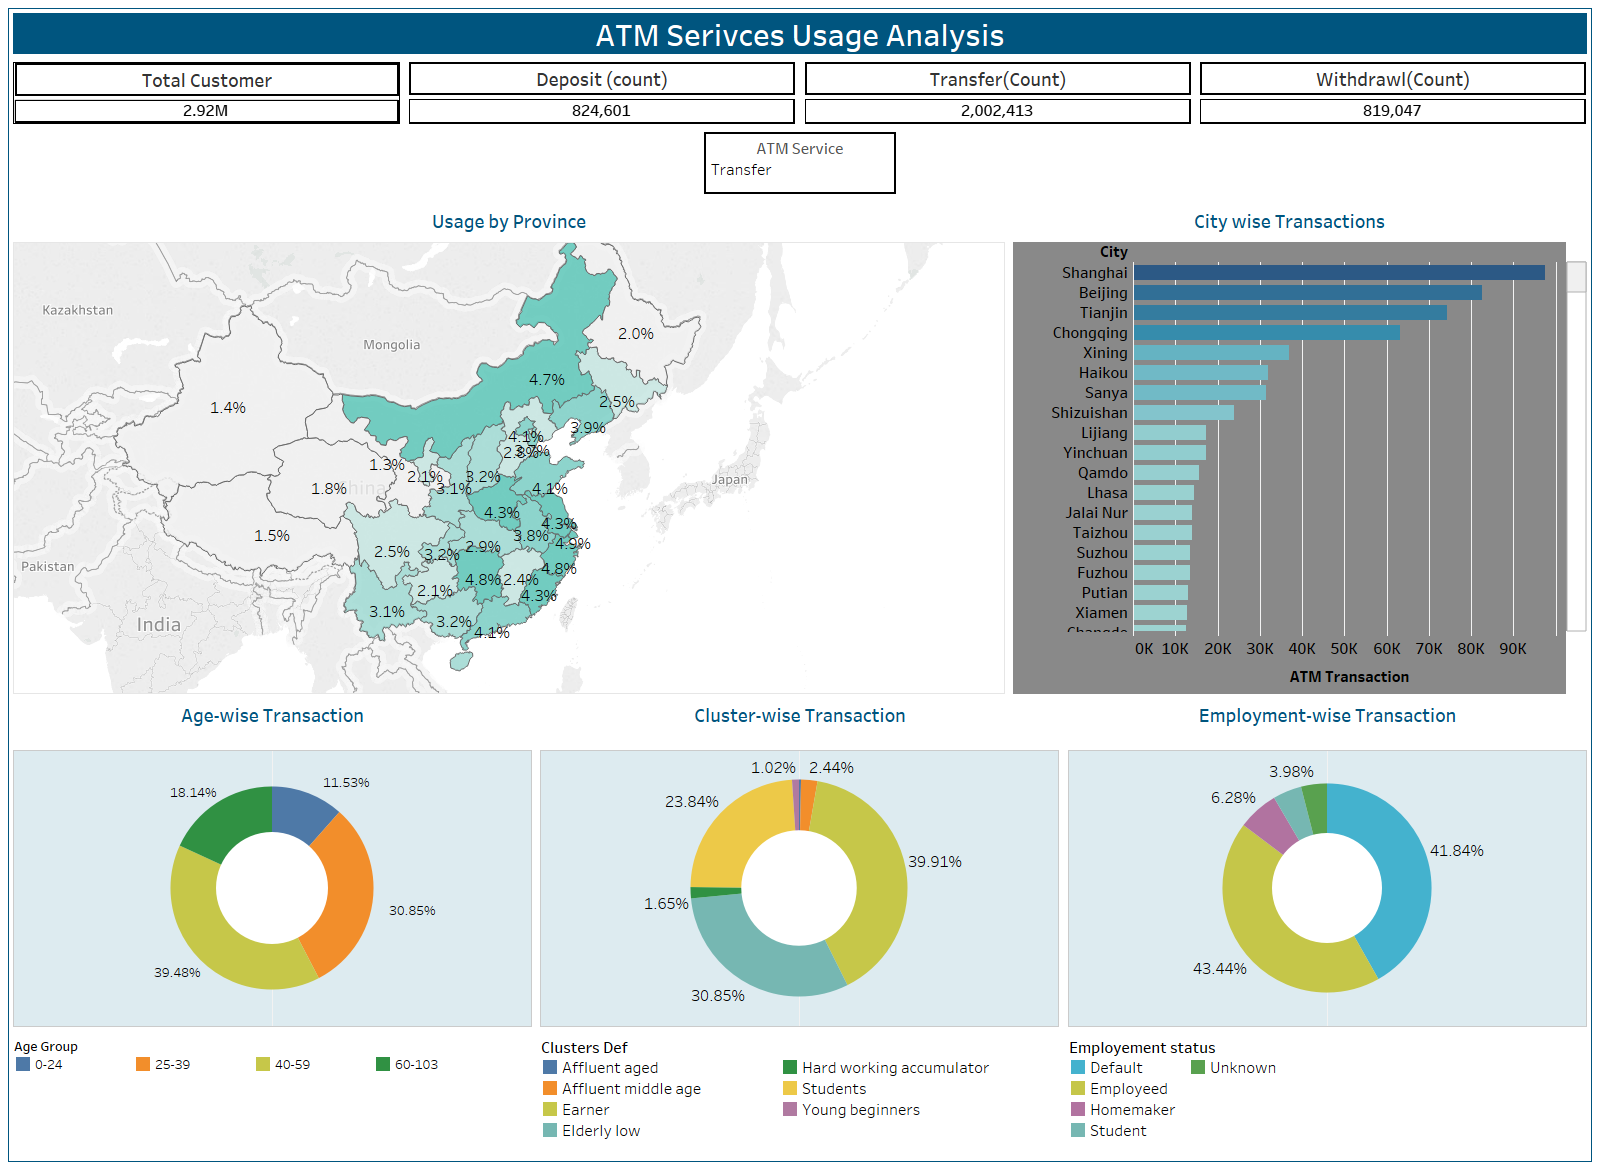 ATM Serivces Usage Analysis
Total Customer
Deposit (count)
Transfer(Count)
Withdrawl(Count)
2.92M
824,601
2,002,413
819,047
ATM Service
Transfer
Usage by Province
Kazakhstan
Mongolia
Japan
Pakistan
India
2.0%
4.7%
1.4%
2.5%
3.9%
4.1%
1.3%
2.1%
3.2%
1.8%
3.1%
4.1%
4.3%
4.3%
1.5%
3.8%
4.9%
2.5%
3.2%
2.9%
4.8%
4.8%
2.4%
2.1%
4.3%
3.1%
3.2%
4.1%
City wise Transactions
City
Shanghai
Beijing
Tianjin
Chongqing
Xining
Haikou
Sanya
Shizuishan
Lijiang
Yinchuan
Qamdo
Lhasa
Jalai Nur
Taizhou
Suzhou
Fuzhou
Putian
Xiamen
0K 10K 20K 30K 40K 50K 60K 70K 80K 90K
ATM Transaction
Age-wise Transaction
11.53%
18.14%
30.85%
39.48%
Age Group
0-24
25-39
40-59
60-103
Cluster-wise Transaction
1.02%
2.44%
23.84%
39.91%
1.65%
30.85%
Clusters Def
Affluent aged
Affluent middle age
Earner
Elderly low
Hard working accumulator
Students
Young beginners
Employment-wise Transaction
3.98%
6.28%
41.84%
43.44%
Employement status
Default
Employeed
Homemaker
Student
Unknown